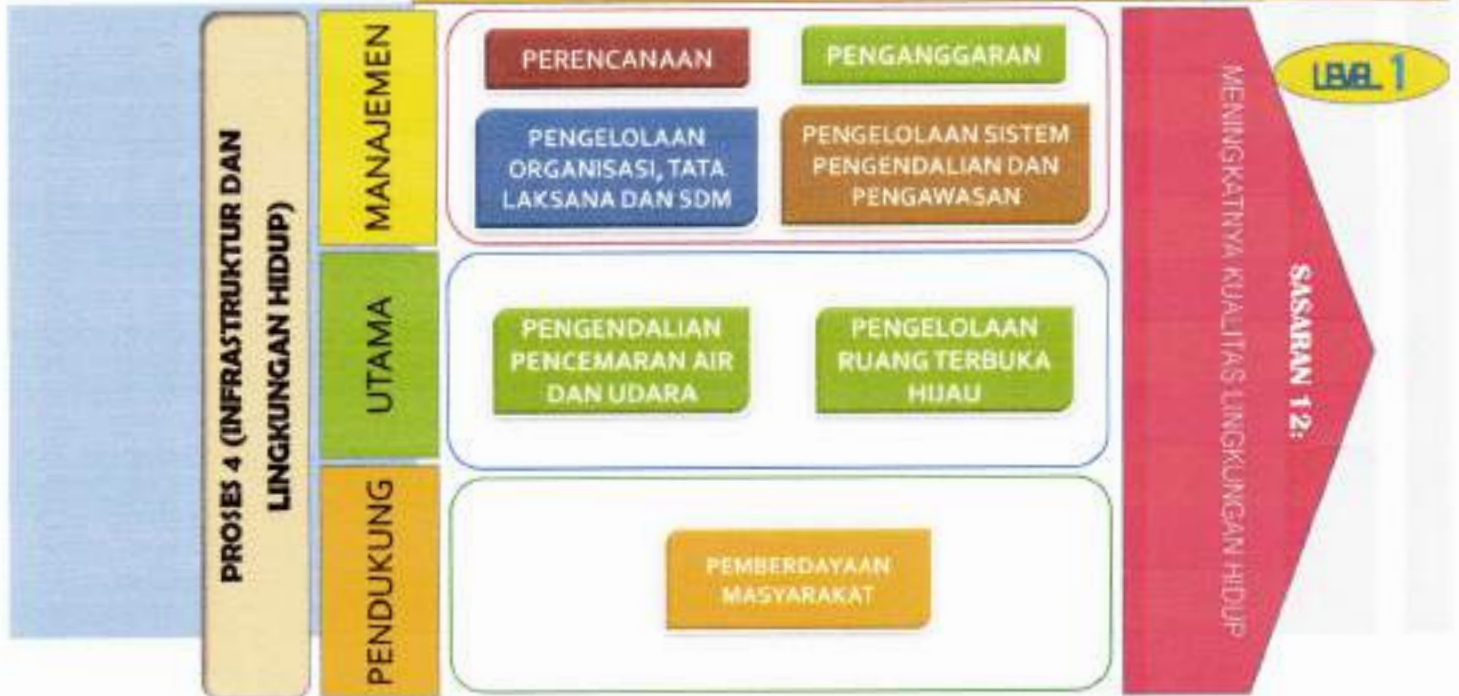 PROSES 4 (INFRASTRUKTUR DAN
LINGKUNGAN HIDUP)
MANAJEMEN
PERENCANAAN
PENGANGGARAN
PENGELOLAAN
ORGANISASI, TATA
LAKSANA DAN SDM
PENGELOLAAN SISTEM
PENGENDALIAN DAN
PENGAWASAN
UTAMA
PENGENDALIAN
PENCEMARAN AIR
DAN UDARA
PENGELOLAAN
RUANG TERBUKA
HIJAU
PENDUKUNG
PEMBERDAYAAN
MASYARAKAT
LEVEL 1
SASARAN 12:
MENINGKATNYA KUALITAS LINGKUNGAN HIDUP